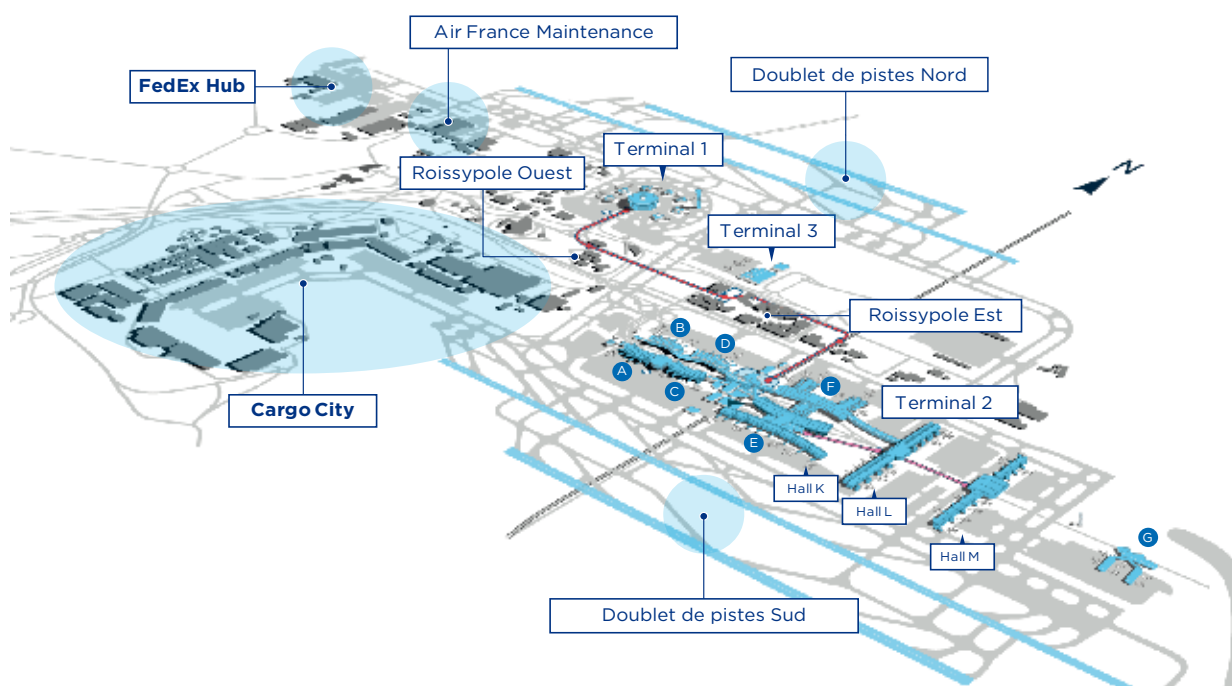 Air France Maintenance
FedEx Hub
Doublet de pistes Nord
Terminal 1
Roissypole Ouest
N
Terminal 3
Roissypole Est
B
D
A
C
F
Terminal 2
Cargo City
E
Hall K
Hall L
Hall M
G
Doublet de pistes Sud